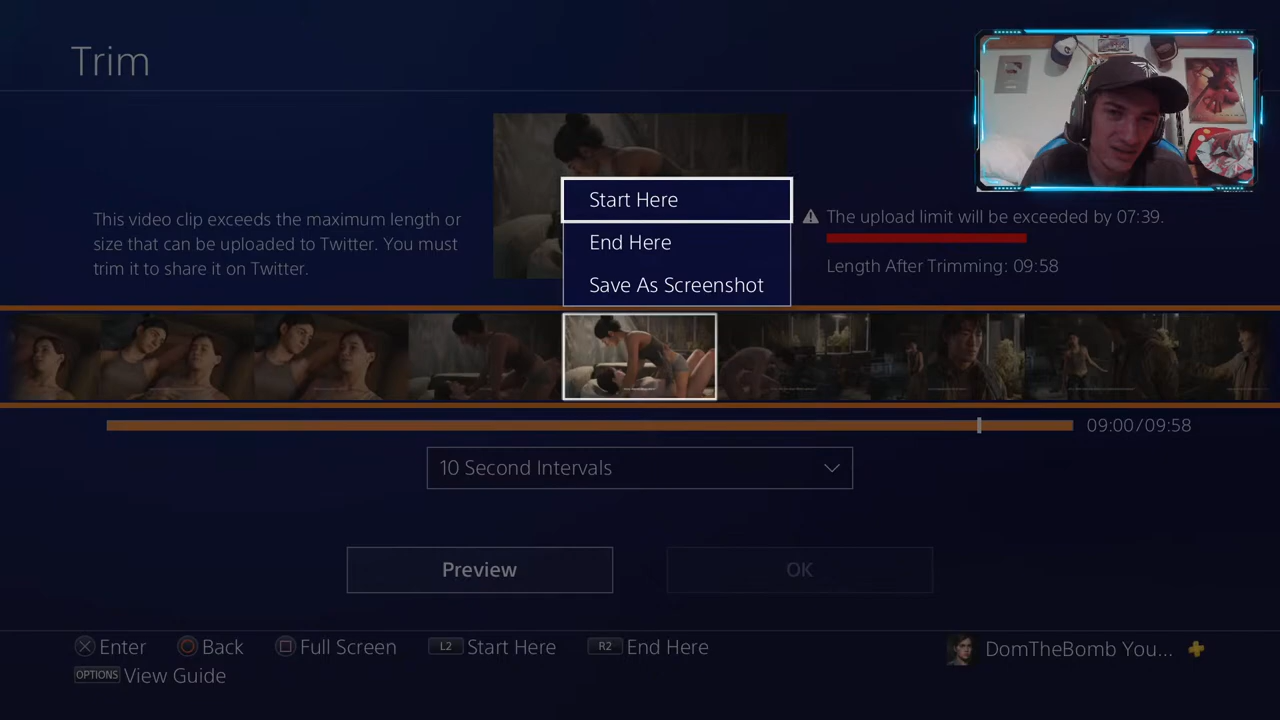 Trim
This video clip exceeds the maximum length or
size that can be uploaded to Twitter. You must
trim it to share it on Twitter.
Start Here
End Here
Save As Screenshot
The upload limit will be exceeded by 07:39.
Length After Trimming: 09:58
09:00/09:58
10 Second Intervals
Preview
OK
Enter
Back
Full Screen
L2 Start Here
R2 End Here
DomTheBomb You...
OPTIONS View Guide